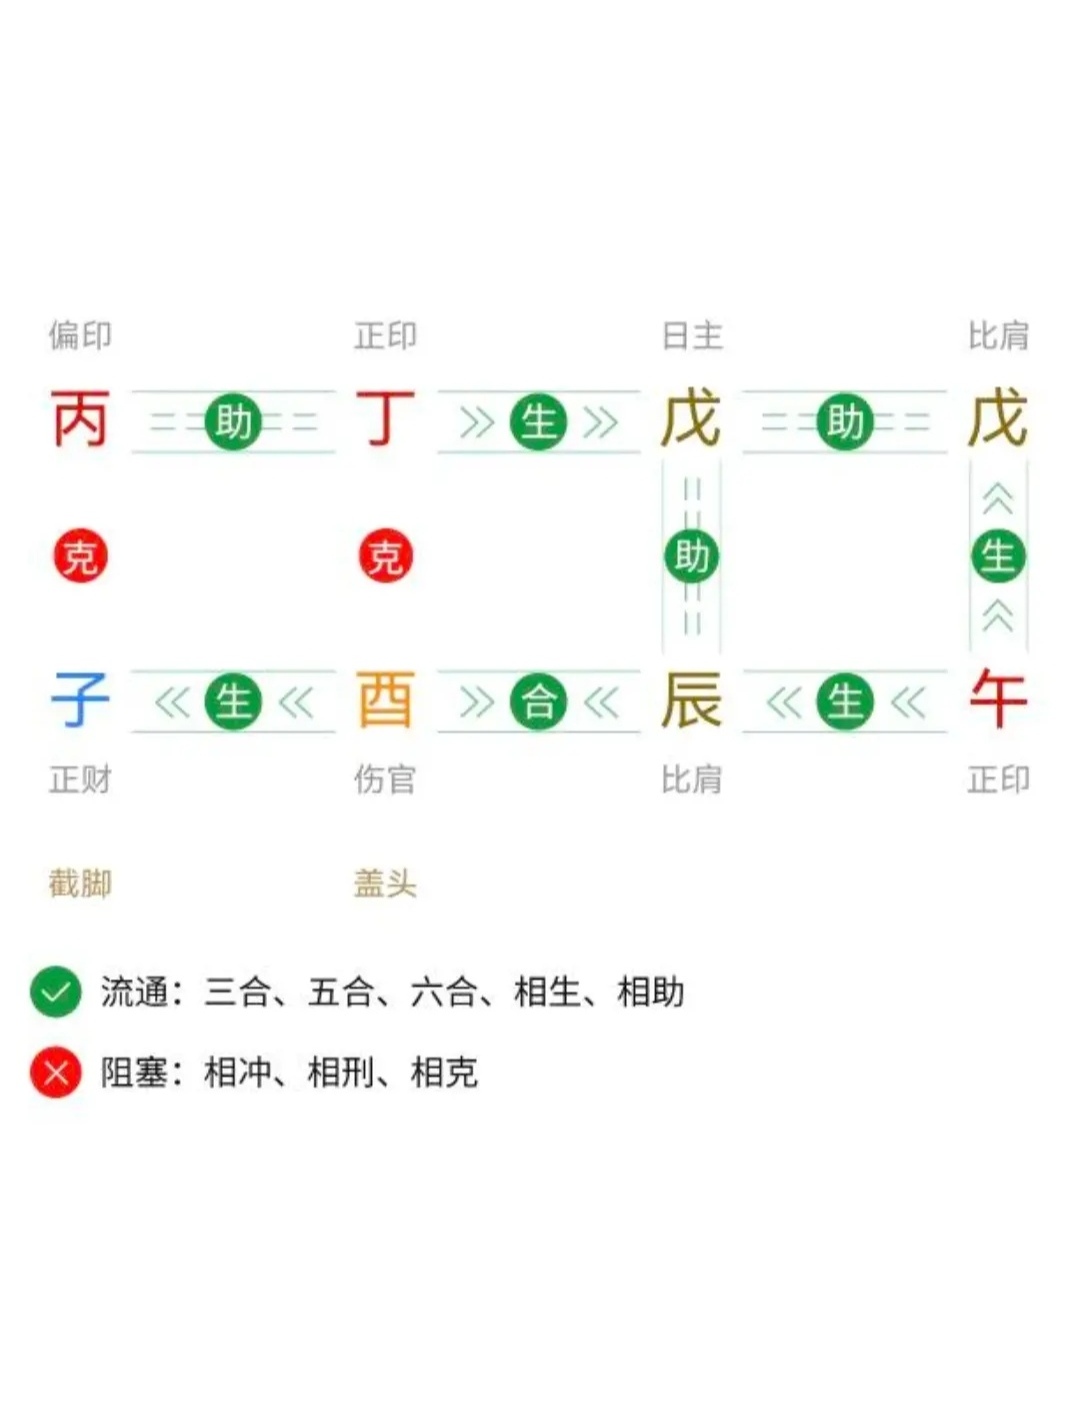 偏印 正印 日主 比肩
丙 助 丁 生 戊 助 戊
克 克 助 生
子 生 酉 合 辰 生 午
正财 伤官 比肩 正印
截脚 盖头
流通：三合、五合、六合、相生、相助
阻塞：相冲、相刑、相克